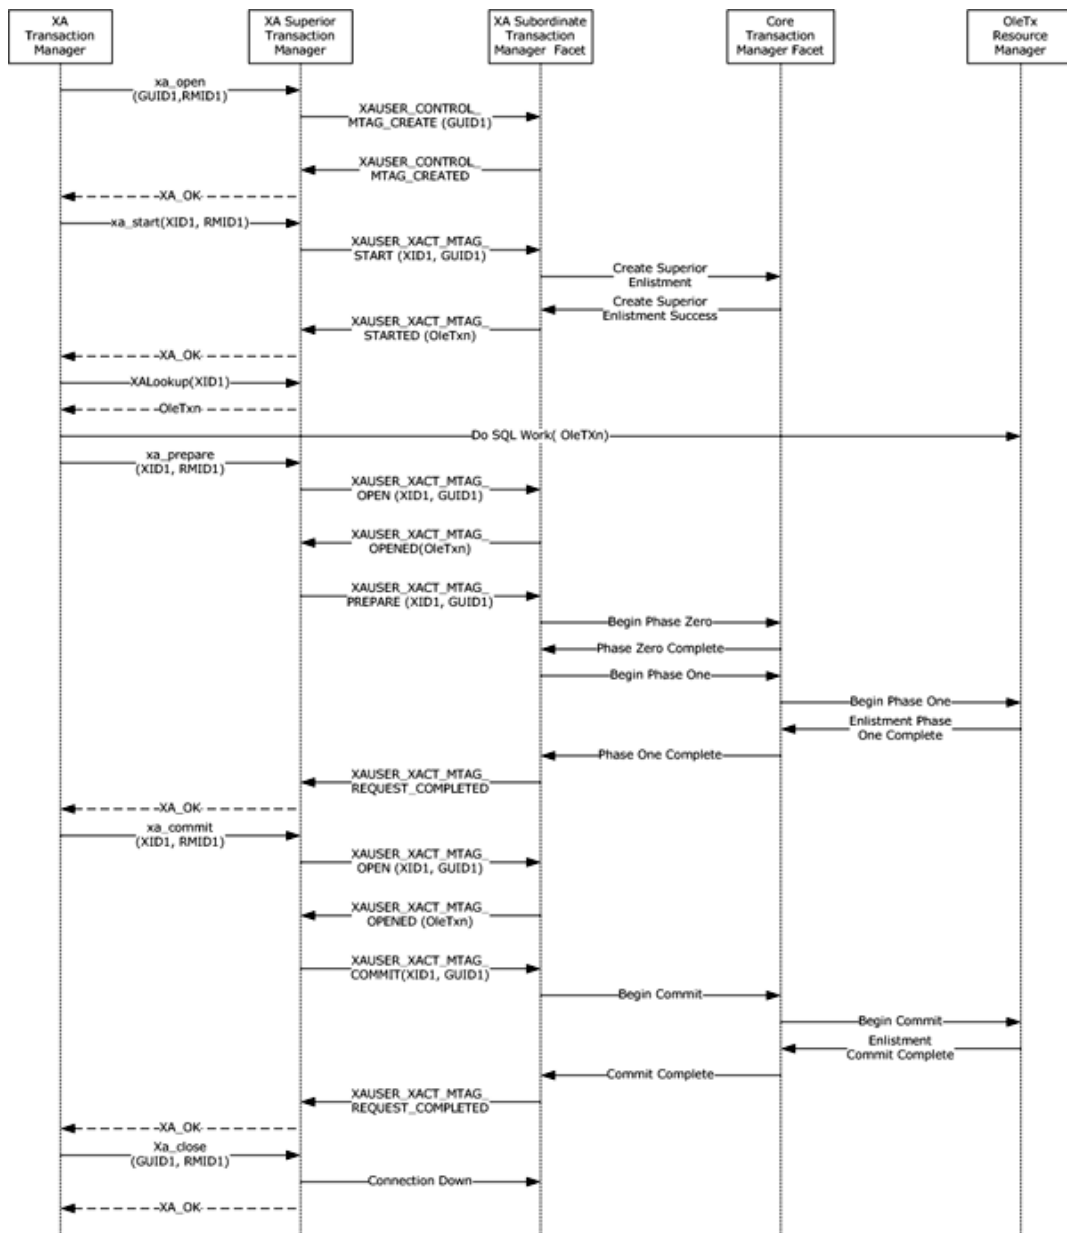 XA
Transaction
Manager
XA Superior
Transaction
Manager
XA Subordinate
Transaction
Manager Facet
Core
Transaction
Manager Facet
OleTx
Resource
Manager
xa_open
(GUID1,RMID1)
XAUSER_CONTROL_
MTAG_CREATE (GUID1)
XAUSER_CONTROL_
MTAG_CREATED
XA_OK
xa_start(XID1, RMID1)
XAUSER_XACT_MTAG_
START (XID1, GUID1)
Create Superior
Enlistment
Create Superior
Enlistment Success
XAUSER_XACT_MTAG_
STARTED (OleTxn)
XA_OK
XALookup(XID1)
OleTxn
Do SQL Work( OleTXn)
xa_prepare
(XID1, RMID1)
XAUSER_XACT_MTAG_
OPEN (XID1, GUID1)
XAUSER_XACT_MTAG_
OPENED(OleTxn)
XAUSER_XACT_MTAG_
PREPARE (XID1, GUID1)
Begin Phase Zero
Phase Zero Complete
Begin Phase One
Begin Phase One
Enlistment Phase
One Complete
Phase One Complete
XAUSER_XACT_MTAG_
REQUEST_COMPLETED
XA_OK
xa_commit
(XID1, RMID1)
XAUSER_XACT_MTAG_
OPEN (XID1, GUID1)
XAUSER_XACT_MTAG_
OPENED (OleTxn)
XAUSER_XACT_MTAG_
COMMIT(XID1, GUID1)
Begin Commit
Begin Commit
Enlistment
Commit Complete
Commit Complete
XAUSER_XACT_MTAG_
REQUEST_COMPLETED
XA_OK
Xa_close
(GUID1, RMID1)
Connection Down
XA_OK